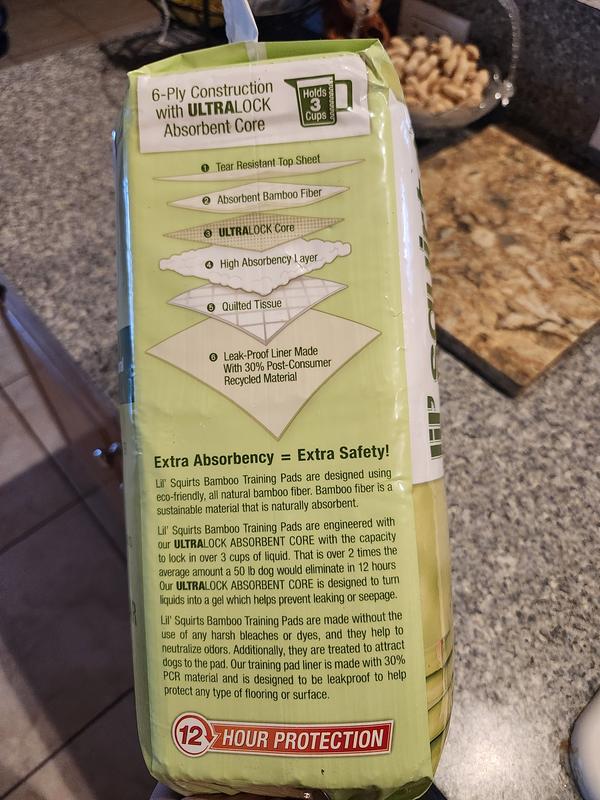 6-Ply Construction
with ULTRALOCK
Absorbent Core
Holds
3
Cups
1 Tear Resistant Top Sheet
2 Absorbent Bamboo Fiber
3 ULTRALOCK Core
4 High Absorbency Layer
5 Quilted Tissue
6 Leak-Proof Liner Made
With 30% Post-Consumer
Recycled Material
Extra Absorbency = Extra Safety!
Lil' Squirts Bamboo Training Pads are designed using
eco-friendly, all natural bamboo fiber. Bamboo fiber is a
sustainable material that is naturally absorbent.
Lil' Squirts Bamboo Training Pads are engineered with
our ULTRALOCK ABSORBENT CORE with the capacity
to lock in over 3 cups of liquid. That is over 2 times the
average amount a 50 lb dog would eliminate in 12 hours
Our ULTRALOCK ABSORBENT CORE is designed to turn
liquids into a gel which helps prevent leaking or seepage.
Lil' Squirts Bamboo Training Pads are made without the
use of any harsh bleaches or dyes, and they help to
neutralize odors. Additionally, they are treated to attract
dogs to the pad. Our training pad liner is made with 30%
PCR material and is designed to be leakproof to help
protect any type of flooring or surface.
12 HOUR PROTECTION